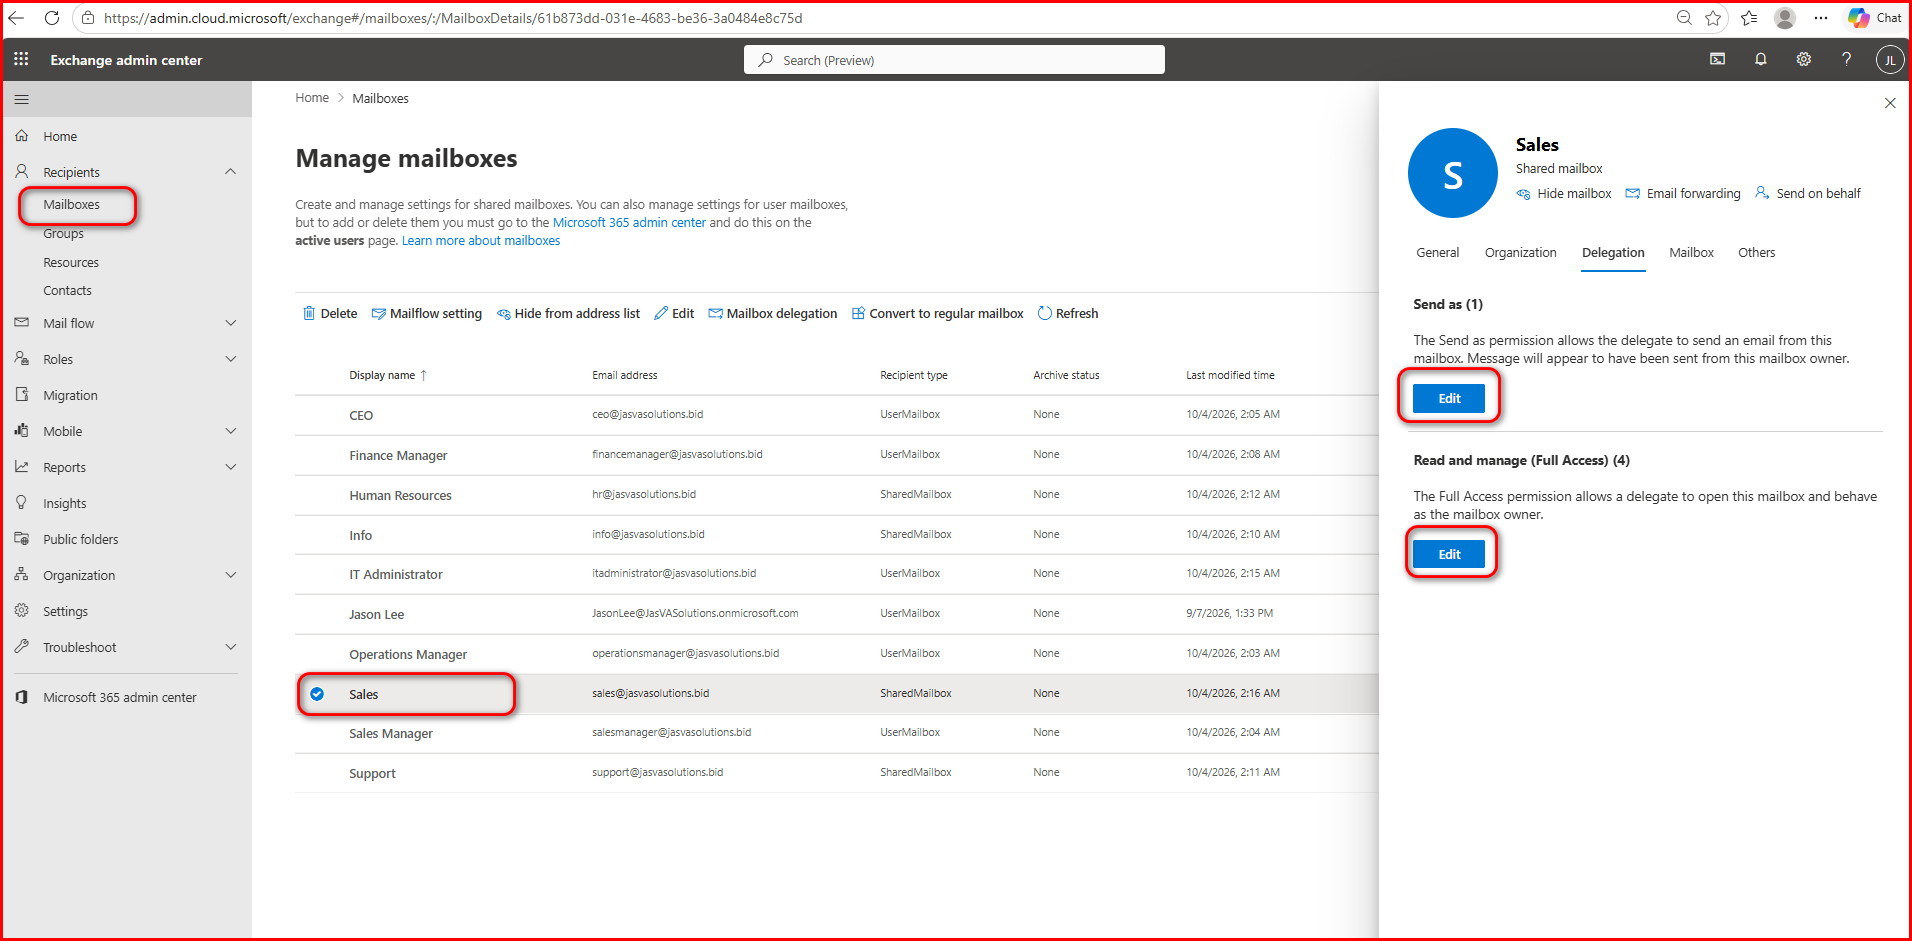 https://admin.cloud.microsoft/exchange#/mailboxes/:/MailboxDetails/61b873dd-031e-4683-be36-3a0484e8c75d
Chat
Exchange admin center
Search (Preview)
JL
Home
Recipients
Mailboxes
Groups
Resources
Contacts
Mail flow
Roles
Migration
Mobile
Reports
Insights
Public folders
Organization
Settings
Troubleshoot
Microsoft 365 admin center
Home > Mailboxes
Manage mailboxes
Create and manage settings for shared mailboxes. You can also manage settings for user mailboxes,
but to add or delete them you must go to the Microsoft 365 admin center and do this on the
active users page. Learn more about mailboxes
Delete Mailflow setting Hide from address list Edit Mailbox delegation Convert to regular mailbox Refresh
Display name ↑ Email address Recipient type Archive status Last modified time
CEO ceo@jasvasolutions.bid UserMailbox None 10/4/2026, 2:05 AM
Finance Manager financemanager@jasvasolutions.bid UserMailbox None 10/4/2026, 2:08 AM
Human Resources hr@jasvasolutions.bid SharedMailbox None 10/4/2026, 2:12 AM
Info info@jasvasolutions.bid SharedMailbox None 10/4/2026, 2:10 AM
IT Administrator itadministrator@jasvasolutions.bid UserMailbox None 10/4/2026, 2:15 AM
Jason Lee JasonLee@JasVASolutions.onmicrosoft.com UserMailbox None 9/7/2026, 1:33 PM
Operations Manager operationsmanager@jasvasolutions.bid UserMailbox None 10/4/2026, 2:03 AM
Sales sales@jasvasolutions.bid SharedMailbox None 10/4/2026, 2:16 AM
Sales Manager salesmanager@jasvasolutions.bid UserMailbox None 10/4/2026, 2:04 AM
Support support@jasvasolutions.bid SharedMailbox None 10/4/2026, 2:11 AM
S
Sales
Shared mailbox
Hide mailbox Email forwarding Send on behalf
General Organization Delegation Mailbox Others
Send as (1)
The Send as permission allows the delegate to send an email from this
mailbox. Message will appear to have been sent from this mailbox owner.
Edit
Read and manage (Full Access) (4)
The Full Access permission allows a delegate to open this mailbox and behave
as the mailbox owner.
Edit